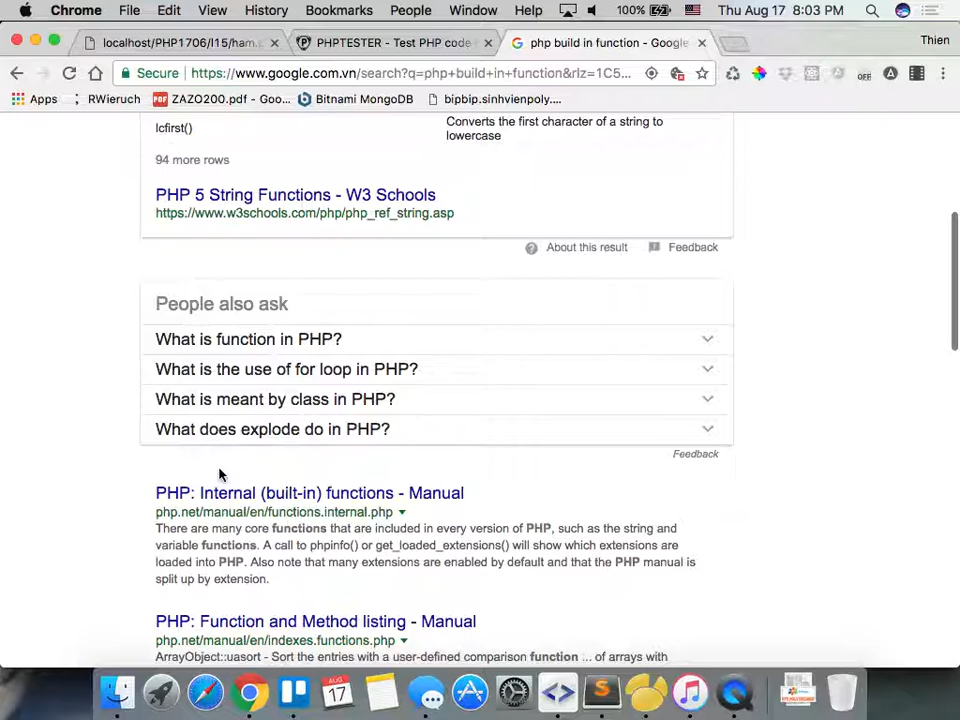 Chrome File Edit View History Bookmarks People Window Help 100% Thu Aug 17 8:03 PM
localhost/PHP1706/l15/ham. PHPTESTER - Test PHP code php build in function - Google Thien
Secure https://www.google.com.vn/search?q=php+build+in+function&rlz=1C5... OFF
Apps RWieruch ZAZO200.pdf - Goo... Bitnami MongoDB bipbip.sinhvienpoly....
lcfirst() Converts the first character of a string to
lowercase
94 more rows
PHP 5 String Functions - W3 Schools
https://www.w3schools.com/php/php_ref_string.asp
About this result Feedback
People also ask
What is function in PHP?
What is the use of for loop in PHP?
What is meant by class in PHP?
What does explode do in PHP?
Feedback
PHP: Internal (built-in) functions - Manual
php.net/manual/en/functions.internal.php
There are many core functions that are included in every version of PHP, such as the string and
variable functions. A call to phpinfo() or get_loaded_extensions() will show which extensions are
loaded into PHP. Also note that many extensions are enabled by default and that the PHP manual is
split up by extension.
PHP: Function and Method listing - Manual
php.net/manual/en/indexes.functions.php
ArrayObject::uasort - Sort the entries with a user-defined comparison function ... of arrays with
AUG
17